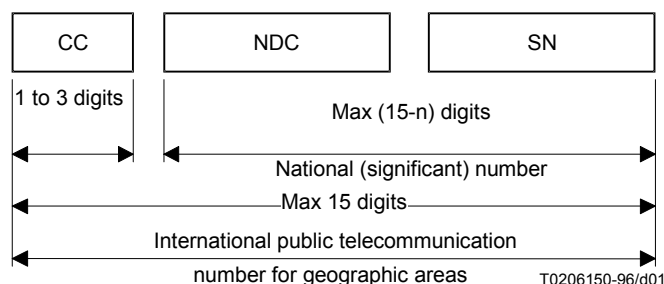 CC NDC SN
1 to 3 digits
Max (15-n) digits
National (significant) number
Max 15 digits
International public telecommunication
number for geographic areas
T0206150-96/d01